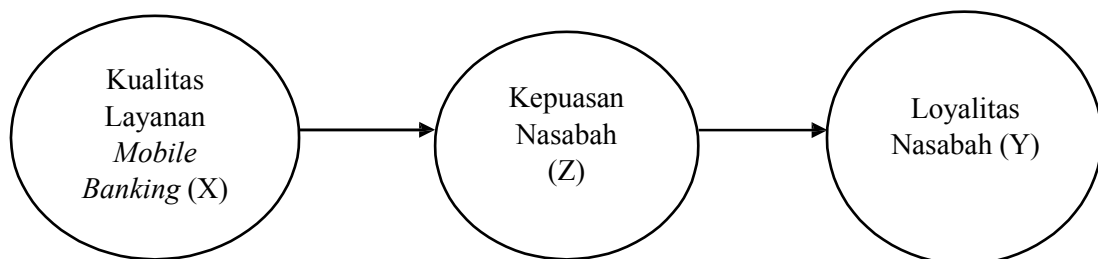 Kualitas
Layanan
Mobile
Banking (X)
Kepuasan
Nasabah
(Z)
Loyalitas
Nasabah (Y)